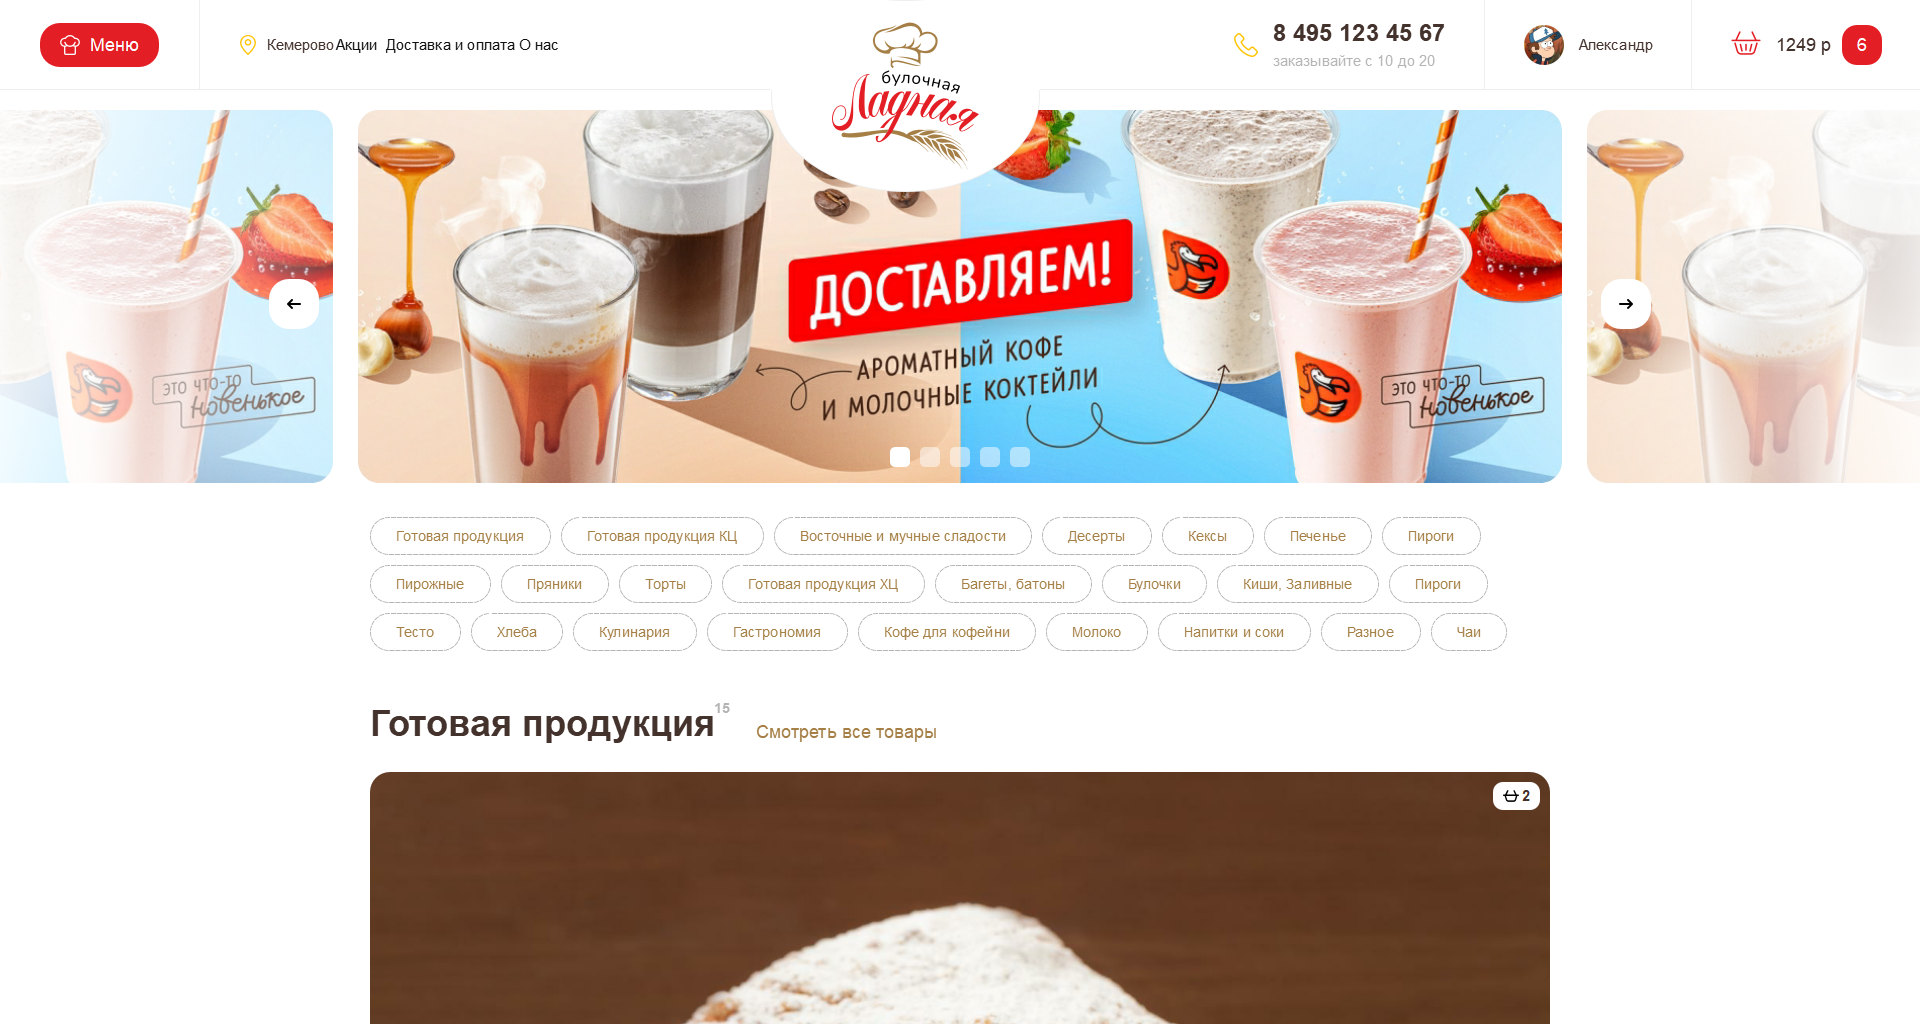 Меню
Кемерово Акции Доставка и оплата О нас
булочная
Ладная
8 495 123 45 67
заказывайте с 10 до 20
Александр
1249 р 6
ДОСТАВЛЯЕМ!
АРОМАТНЫЙ КОФЕ
И МОЛОЧНЫЕ КОКТЕЙЛИ
ЭТО ЧТО-ТО
новенькое
ЭТО ЧТО-ТО
новенькое
Готовая продукция Готовая продукция КЦ Восточные и мучные сладости Десерты Кексы Печенье Пироги
Пирожные Пряники Торты Готовая продукция ХЦ Багеты, батоны Булочки Киши, Заливные Пироги
Тесто Хлеба Кулинария Гастрономия Кофе для кофейни Молоко Напитки и соки Разное Чаи
Готовая продукция 15 Смотреть все товары
2